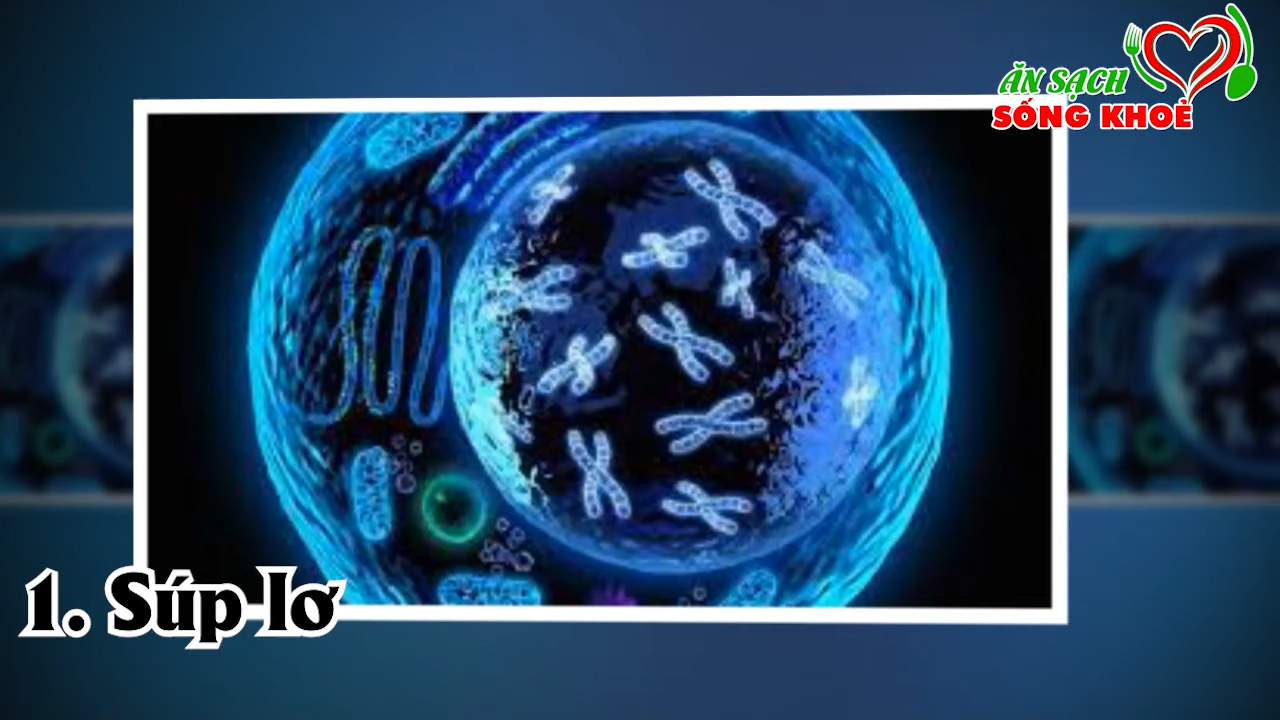 ĂN SẠCH
SỐNG KHOẺ
1. Súp lơ